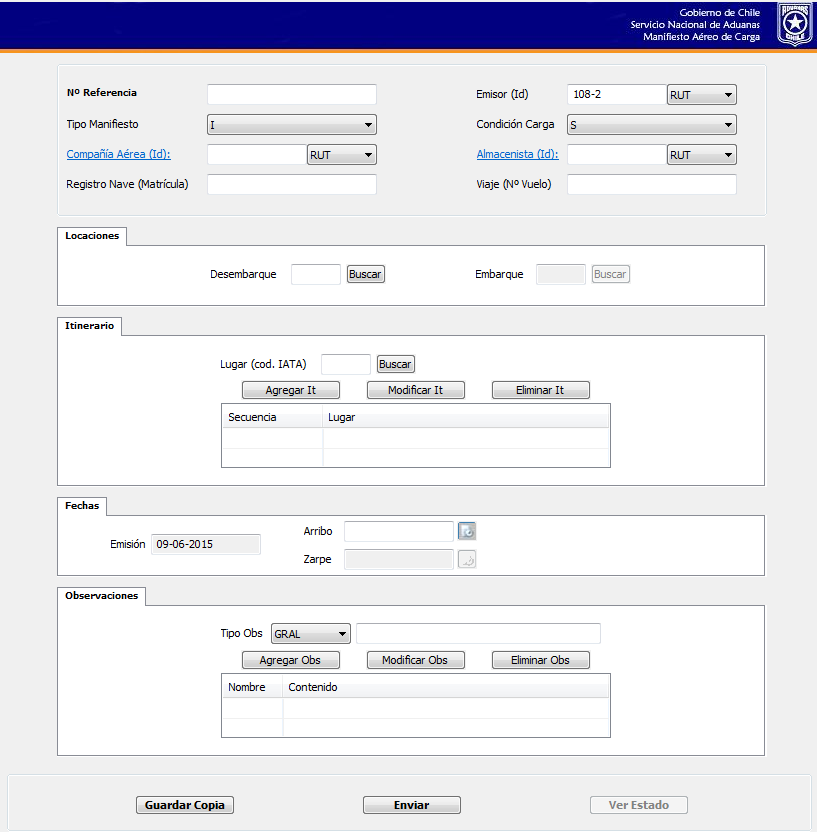 Gobierno de Chile
Servicio Nacional de Aduanas
Manifiesto Aéreo de Carga
ADUANAS
CHILE
Nº Referencia
Emisor (Id) 108-2 RUT
Tipo Manifiesto I
Condición Carga S
Compañía Aérea (Id): RUT
Almacenista (Id): RUT
Registro Nave (Matrícula)
Viaje (Nº Vuelo)
Locaciones
Desembarque Buscar Embarque Buscar
Itinerario
Lugar (cod. IATA) Buscar
Agregar It Modificar It Eliminar It
Secuencia Lugar
Fechas
Arribo
Emisión 09-06-2015
Zarpe
Observaciones
Tipo Obs GRAL
Agregar Obs Modificar Obs Eliminar Obs
Nombre Contenido
Guardar Copia Enviar Ver Estado